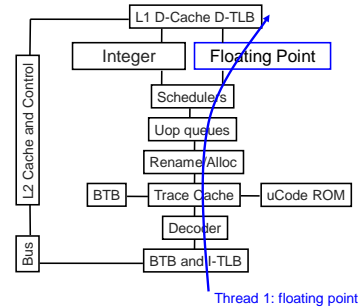 L1 D-Cache D-TLB
Integer
Floating Point
L2 Cache and Control
Schedulers
Uop queues
Rename/Alloc
BTB
Trace Cache
uCode ROM
Decoder
Bus
BTB and I-TLB
Thread 1: floating point